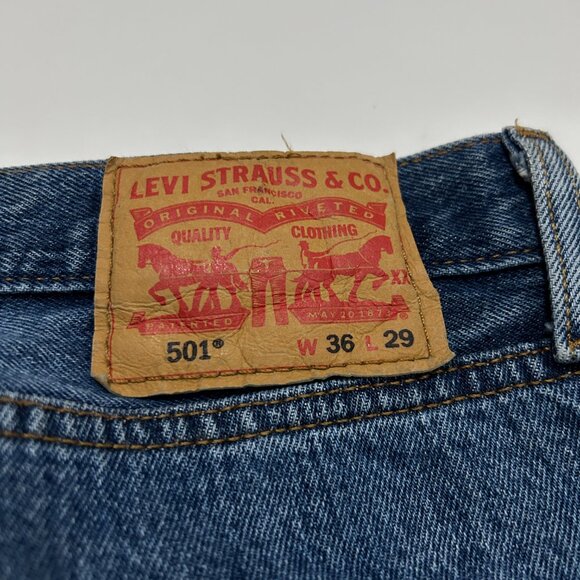 LEVI STRAUSS & CO.
SAN FRANCISCO
CAL.
ORIGINAL RIVETED
QUALITY CLOTHING
XX
PATENTED MAY 20 1873
501® W 36 L 29